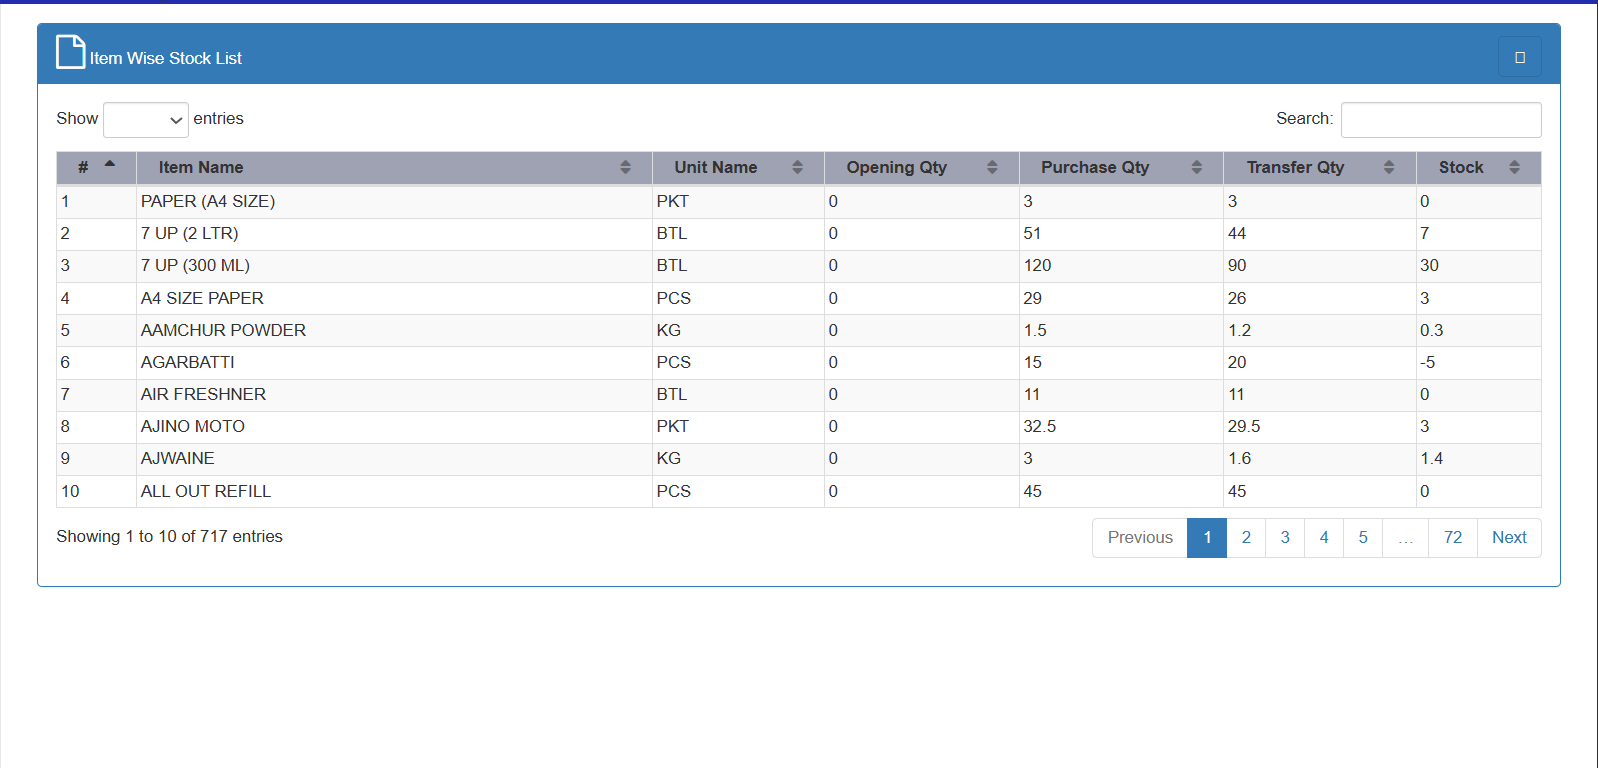 Item Wise Stock List
Show entries Search:
# Item Name Unit Name Opening Qty Purchase Qty Transfer Qty Stock
1 PAPER (A4 SIZE) PKT 0 3 3 0
2 7 UP (2 LTR) BTL 0 51 44 7
3 7 UP (300 ML) BTL 0 120 90 30
4 A4 SIZE PAPER PCS 0 29 26 3
5 AAMCHUR POWDER KG 0 1.5 1.2 0.3
6 AGARBATTI PCS 0 15 20 -5
7 AIR FRESHNER BTL 0 11 11 0
8 AJINO MOTO PKT 0 32.5 29.5 3
9 AJWAINE KG 0 3 1.6 1.4
10 ALL OUT REFILL PCS 0 45 45 0
Showing 1 to 10 of 717 entries Previous 1 2 3 4 5 … 72 Next